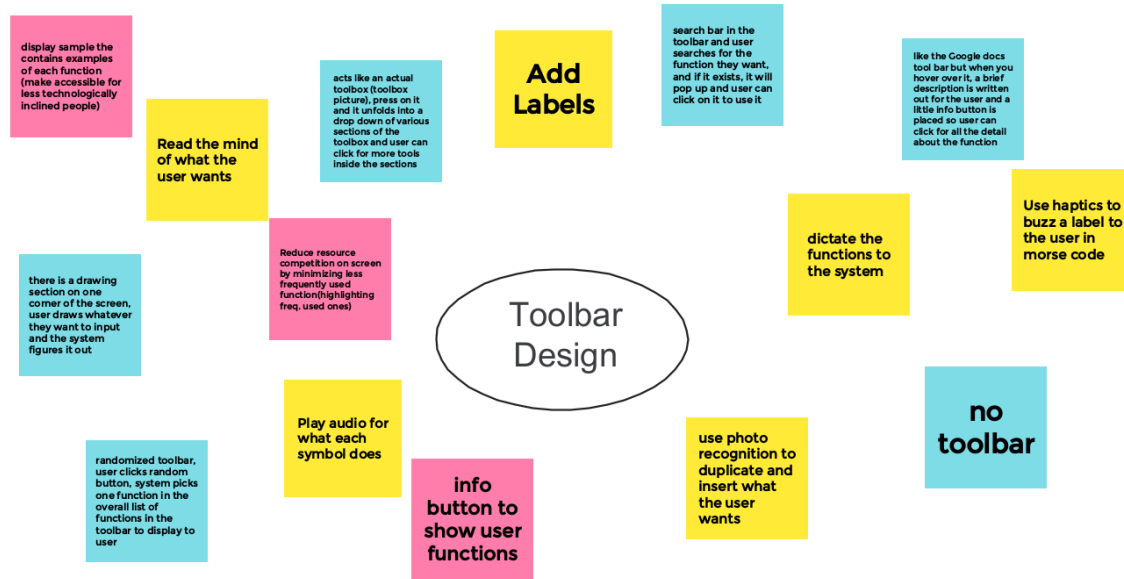 display sample the
contains examples
of each function
(make accessible for
less technologically
inclined people)
Read the mind
of what the
user wants
acts like an actual
toolbox (toolbox
picture), press on it
and it unfolds into a
drop down of various
sections of the
toolbox and user can
click for more tools
inside the sections
Add
Labels
search bar in the
toolbar and user
searches for the
function they want,
and if it exists, it will
pop up and user can
click on it to use it
like the Google docs
tool bar but when you
hover over it, a brief
description is written
out for the user and a
little info button is
placed so user can
click for all the detail
about the function
Use haptics to
buzz a label to
the user in
morse code
dictate the
functions to
the system
Reduce resource
competition on screen
by minimizing less
frequently used
function(highlighting
freq. used ones)
there is a drawing
section on one
corner of the screen,
user draws whatever
they want to input
and the system
figures it out
Toolbar
Design
no
toolbar
Play audio for
what each
symbol does
use photo
recognition to
duplicate and
insert what
the user
wants
randomized toolbar,
user clicks random
button, system picks
one function in the
overall list of
functions in the
toolbar to display to
user
info
button to
show user
functions